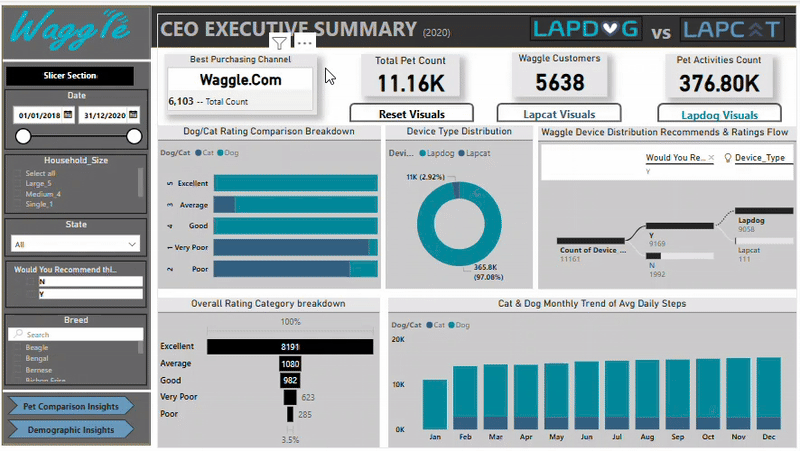 Waggle
CEO EXECUTIVE SUMMARY (2020)
LAPDOG vs LAPCAT
Slicer Section
Date
01/01/2018 31/12/2020
Household_Size
Select all
Large_5
Medium_4
Single_1
State
All
Would You Recommend thi...
N
Y
Breed
Search
Beagle
Bengal
Bernese
Bichon Frise
Pet Comparison Insights
Demographic Insights
Best Purchasing Channel
Waggle.Com
6,103 -- Total Count
Total Pet Count
11.16K
Waggle Customers
5638
Pet Activities Count
376.80K
Reset Visuals
Lapcat Visuals
Lapdog Visuals
Dog/Cat Rating Comparison Breakdown
Dog/Cat Cat Dog
5 Excellent
3 Average
4 Good
1 Very Poor
2 Poor
Device Type Distribution
Devi... Lapdog Lapcat
11K (2.92%)
365.8K
(97.08%)
Waggle Device Distribution Recommends & Ratings Flow
Would You Re... Device_Type
Y
Count of Device ...
11161
Y
9169
N
1992
Lapdog
9058
Lapcat
111
Overall Rating Category breakdown
100%
Excellent 8191
Average 1080
Good 982
Very Poor 623
Poor 285
3.5%
Cat & Dog Monthly Trend of Avg Daily Steps
Dog/Cat Cat Dog
20K
10K
0K
Jan Feb Mar Apr May Jun Jul Aug Sep Oct Nov Dec